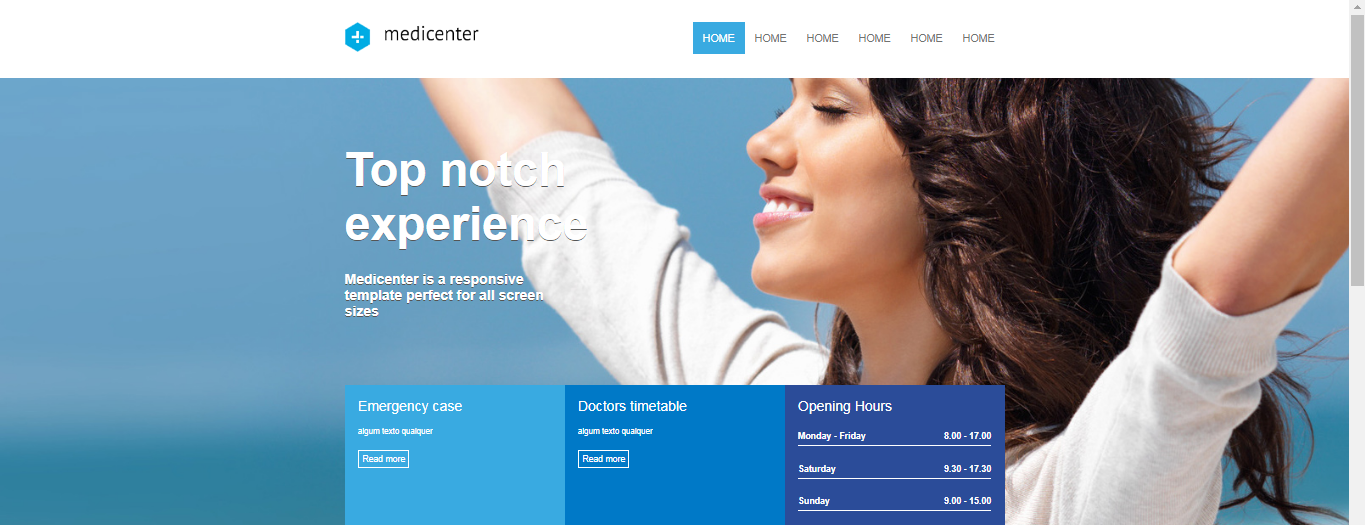 medicenter
HOME HOME HOME HOME HOME HOME
Top notch
experience
Medicenter is a responsive
template perfect for all screen
sizes
Emergency case
algum texto qualquer
Read more
Doctors timetable
algum texto qualquer
Read more
Opening Hours
Monday - Friday 8.00 - 17.00
Saturday 9.30 - 17.30
Sunday 9.00 - 15.00